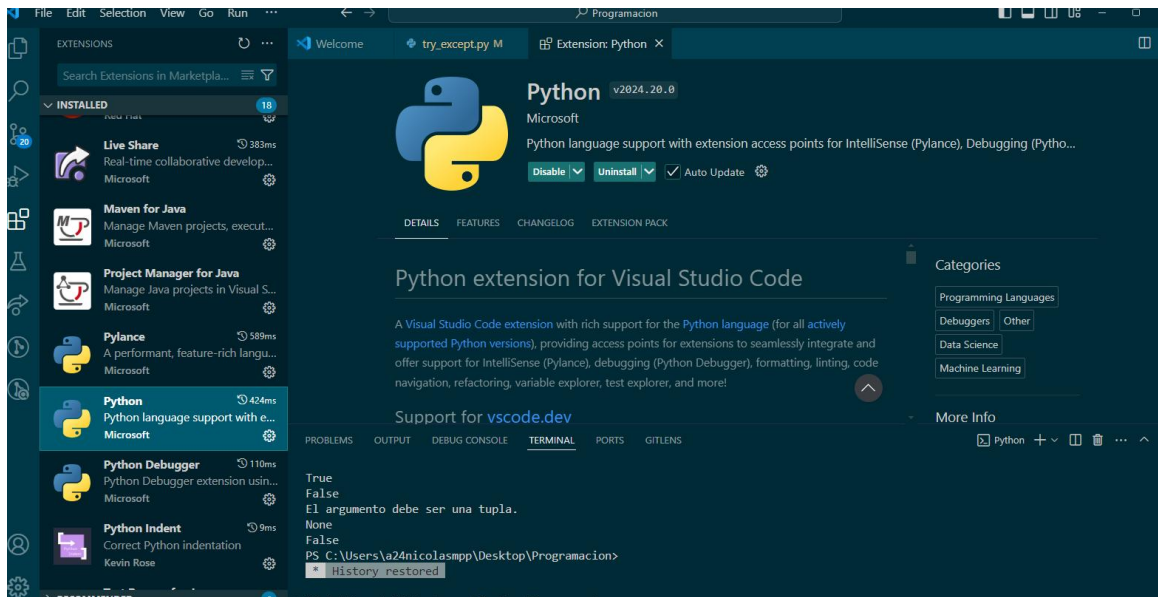 File Edit Selection View Go Run ···
Programacion
EXTENSIONS
Search Extensions in Marketpla...
INSTALLED 18
Red Hat
20
Live Share 383ms
Real-time collaborative develop...
Microsoft
Maven for Java
Manage Maven projects, execut...
Microsoft
Project Manager for Java
Manage Java projects in Visual S...
Microsoft
Pylance 589ms
A performant, feature-rich langu...
Microsoft
Python 424ms
Python language support with e...
Microsoft
Python Debugger 110ms
Python Debugger extension usin...
Microsoft
Python Indent 9ms
Correct Python indentation
Kevin Rose
Welcome
try_except.py M
Extension: Python
Python v2024.20.0
Microsoft
Python language support with extension access points for IntelliSense (Pylance), Debugging (Pytho...
Disable Uninstall Auto Update
DETAILS FEATURES CHANGELOG EXTENSION PACK
Python extension for Visual Studio Code
A Visual Studio Code extension with rich support for the Python language (for all actively
supported Python versions), providing access points for extensions to seamlessly integrate and
offer support for IntelliSense (Pylance), debugging (Python Debugger), formatting, linting, code
navigation, refactoring, variable explorer, test explorer, and more!
Support for vscode.dev
Categories
Programming Languages
Debuggers Other
Data Science
Machine Learning
More Info
PROBLEMS OUTPUT DEBUG CONSOLE TERMINAL PORTS GITLENS
Python
True
False
El argumento debe ser una tupla.
None
False
PS C:\Users\a24nicolasmpp\Desktop\Programacion>
* History restored